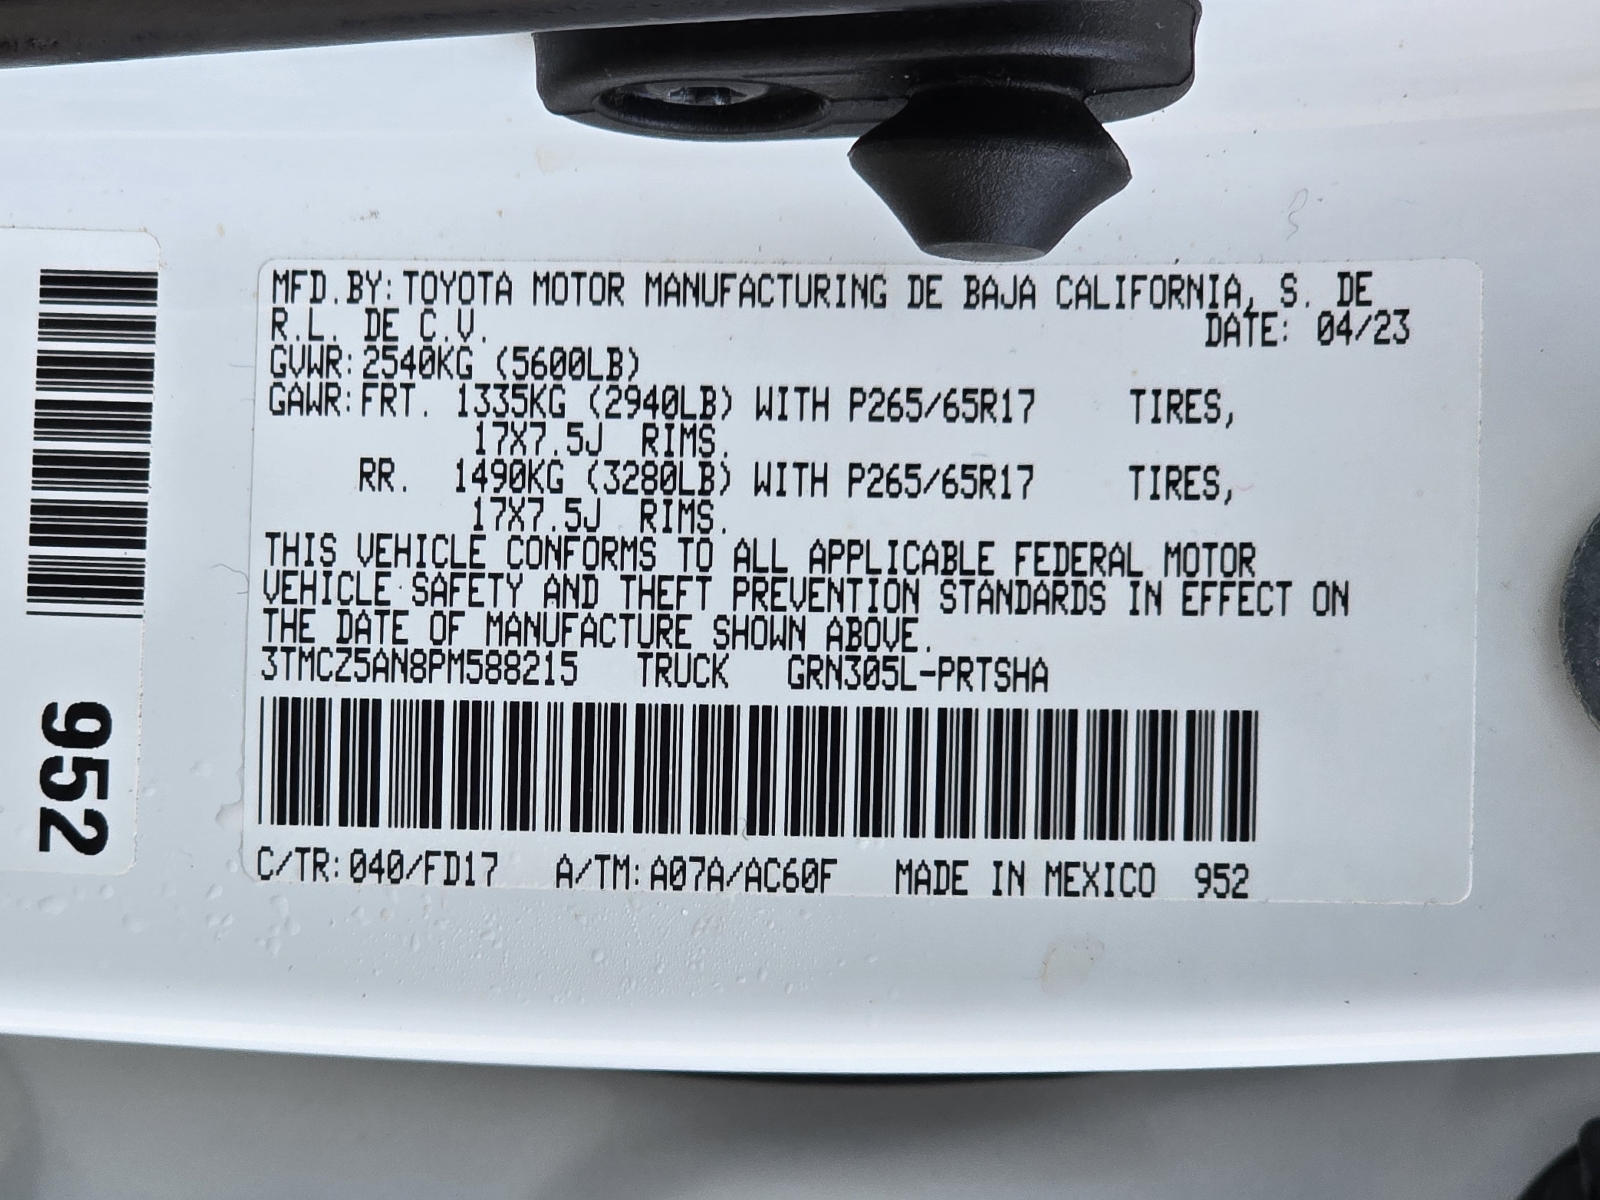 MFD.BY: TOYOTA MOTOR MANUFACTURING DE BAJA CALIFORNIA, S. DE
R.L. DE C.V. DATE: 04/23
GVWR: 2540KG (5600LB)
GAWR: FRT. 1335KG (2940LB) WITH P265/65R17 TIRES,
17X7.5J RIMS.
RR. 1490KG (3280LB) WITH P265/65R17 TIRES,
17X7.5J RIMS.
THIS VEHICLE CONFORMS TO ALL APPLICABLE FEDERAL MOTOR
VEHICLE SAFETY AND THEFT PREVENTION STANDARDS IN EFFECT ON
THE DATE OF MANUFACTURE SHOWN ABOVE.
3TMCZ5AN8PM588215 TRUCK GRN305L-PRTSHA
C/TR: 040/FD17 A/TM: A07A/AC60F MADE IN MEXICO 952
952